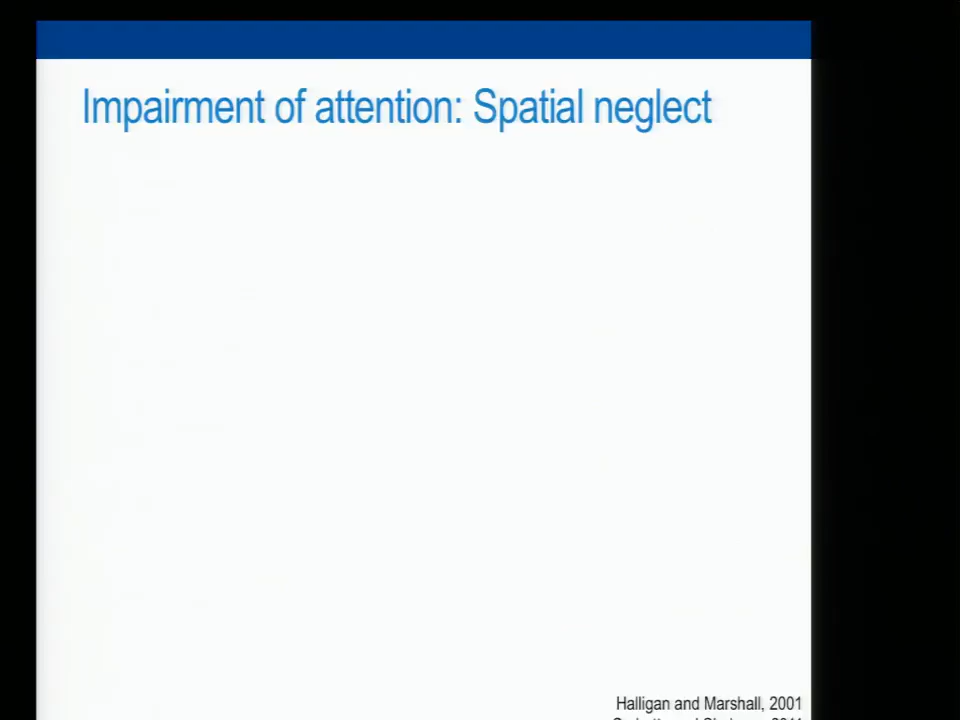 Impairment of attention: Spatial neglect
Halligan and Marshall, 2001